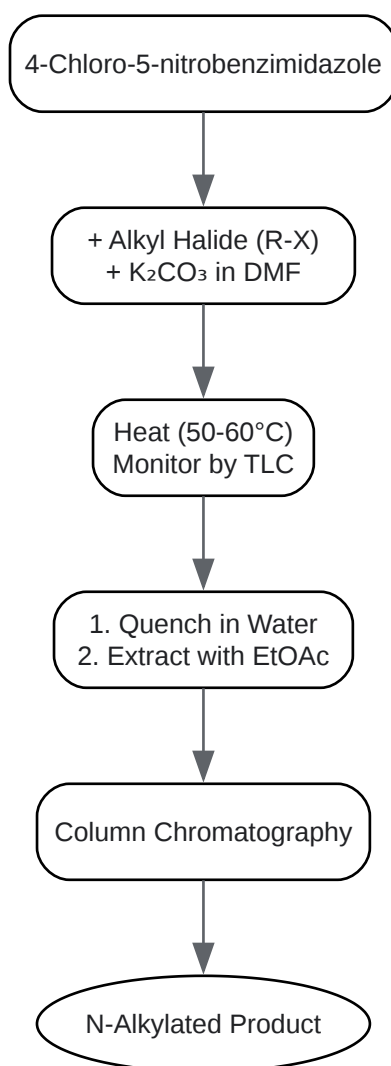 4-Chloro-5-nitrobenzimidazole
+ Alkyl Halide (R-X)
+ K₂CO₃ in DMF
Heat (50-60°C)
Monitor by TLC
1. Quench in Water
2. Extract with EtOAc
Column Chromatography
N-Alkylated Product